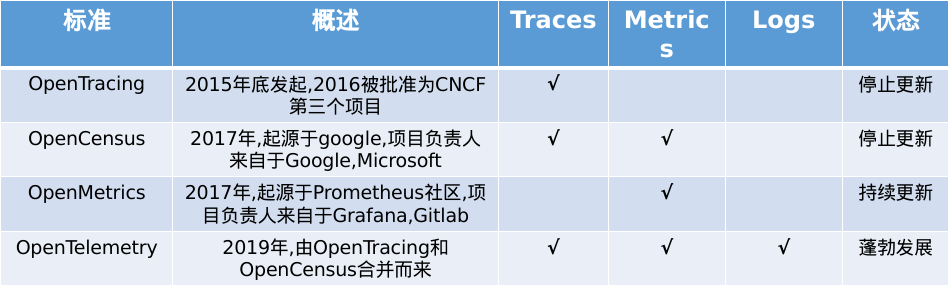 标准 概述 Traces Metric
s Logs 状态
OpenTracing 2015年底发起,2016被批准为CNCF
第三个项目 √ 停止更新
OpenCensus 2017年,起源于google,项目负责人
来自于Google,Microsoft √ √ 停止更新
OpenMetrics 2017年,起源于Prometheus社区,项
目负责人来自于Grafana,Gitlab √ 持续更新
OpenTelemetry 2019年,由OpenTracing和
OpenCensus合并而来 √ √ √ 蓬勃发展